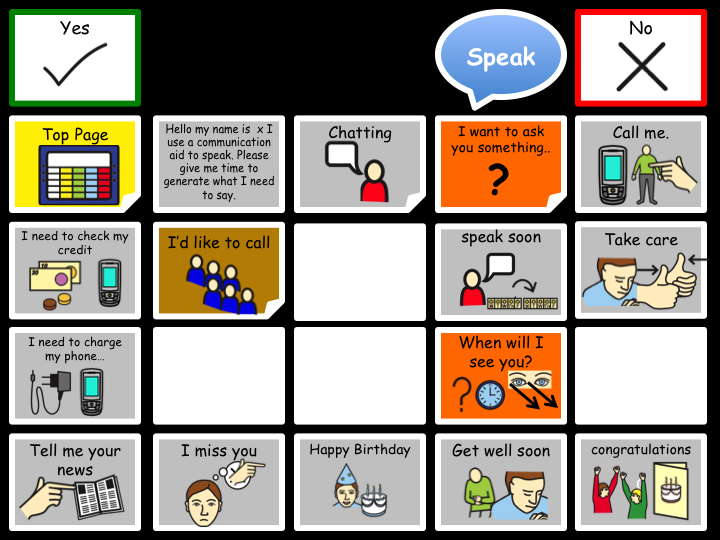 Yes
Speak
No
Top Page
Hello my name is x I
use a communication
aid to speak. Please
give me time to
generate what I need
to say.
Chatting
I want to ask
you something..
?
Call me.
I need to check my
credit
10
20
I'd like to call
speak soon
Take care
I need to charge
my phone...
When will I
see you?
?
Tell me your
news
I miss you
Happy Birthday
Get well soon
congratulations